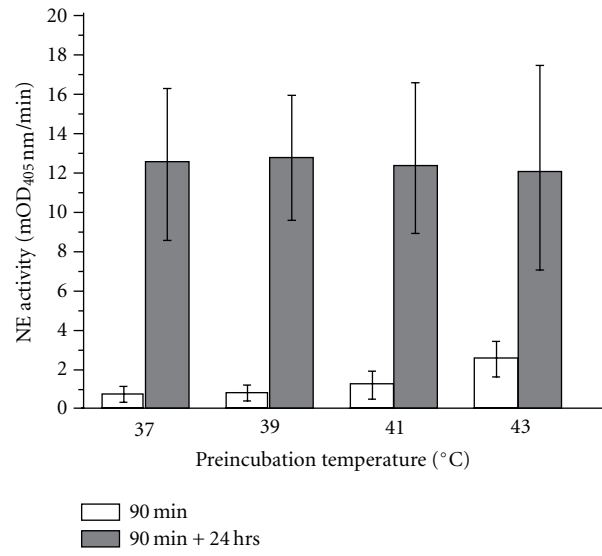 20
18
16
14
12
10
8
6
4
2
0
NE activity (mOD405 nm/min)
37 39 41 43
Preincubation temperature (°C)
90 min
90 min + 24 hrs